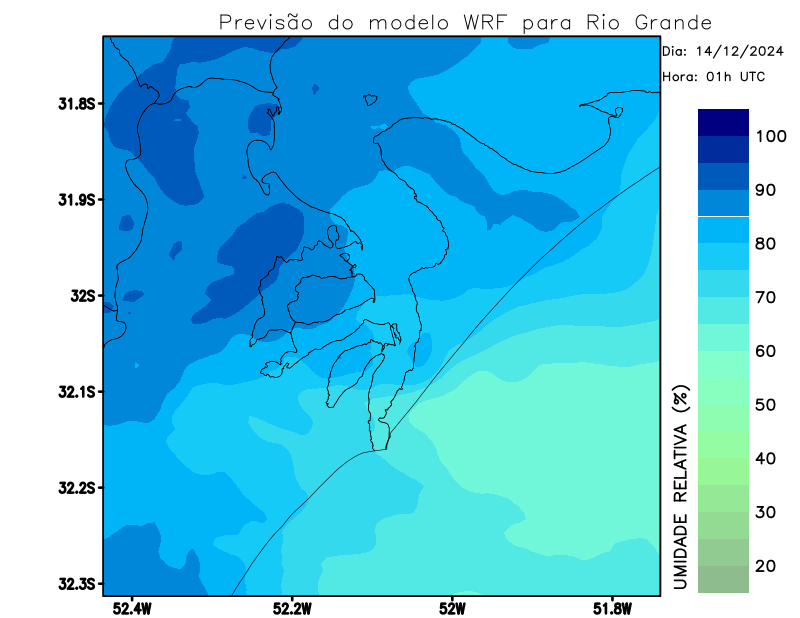 Previsão do modelo WRF para Rio Grande
Dia: 14/12/2024
Hora: 01h UTC
31.8S
31.9S
32S
32.1S
32.2S
32.3S
52.4W
52.2W
52W
51.8W
100
90
80
70
60
50
40
30
20
UMIDADE RELATIVA (%)